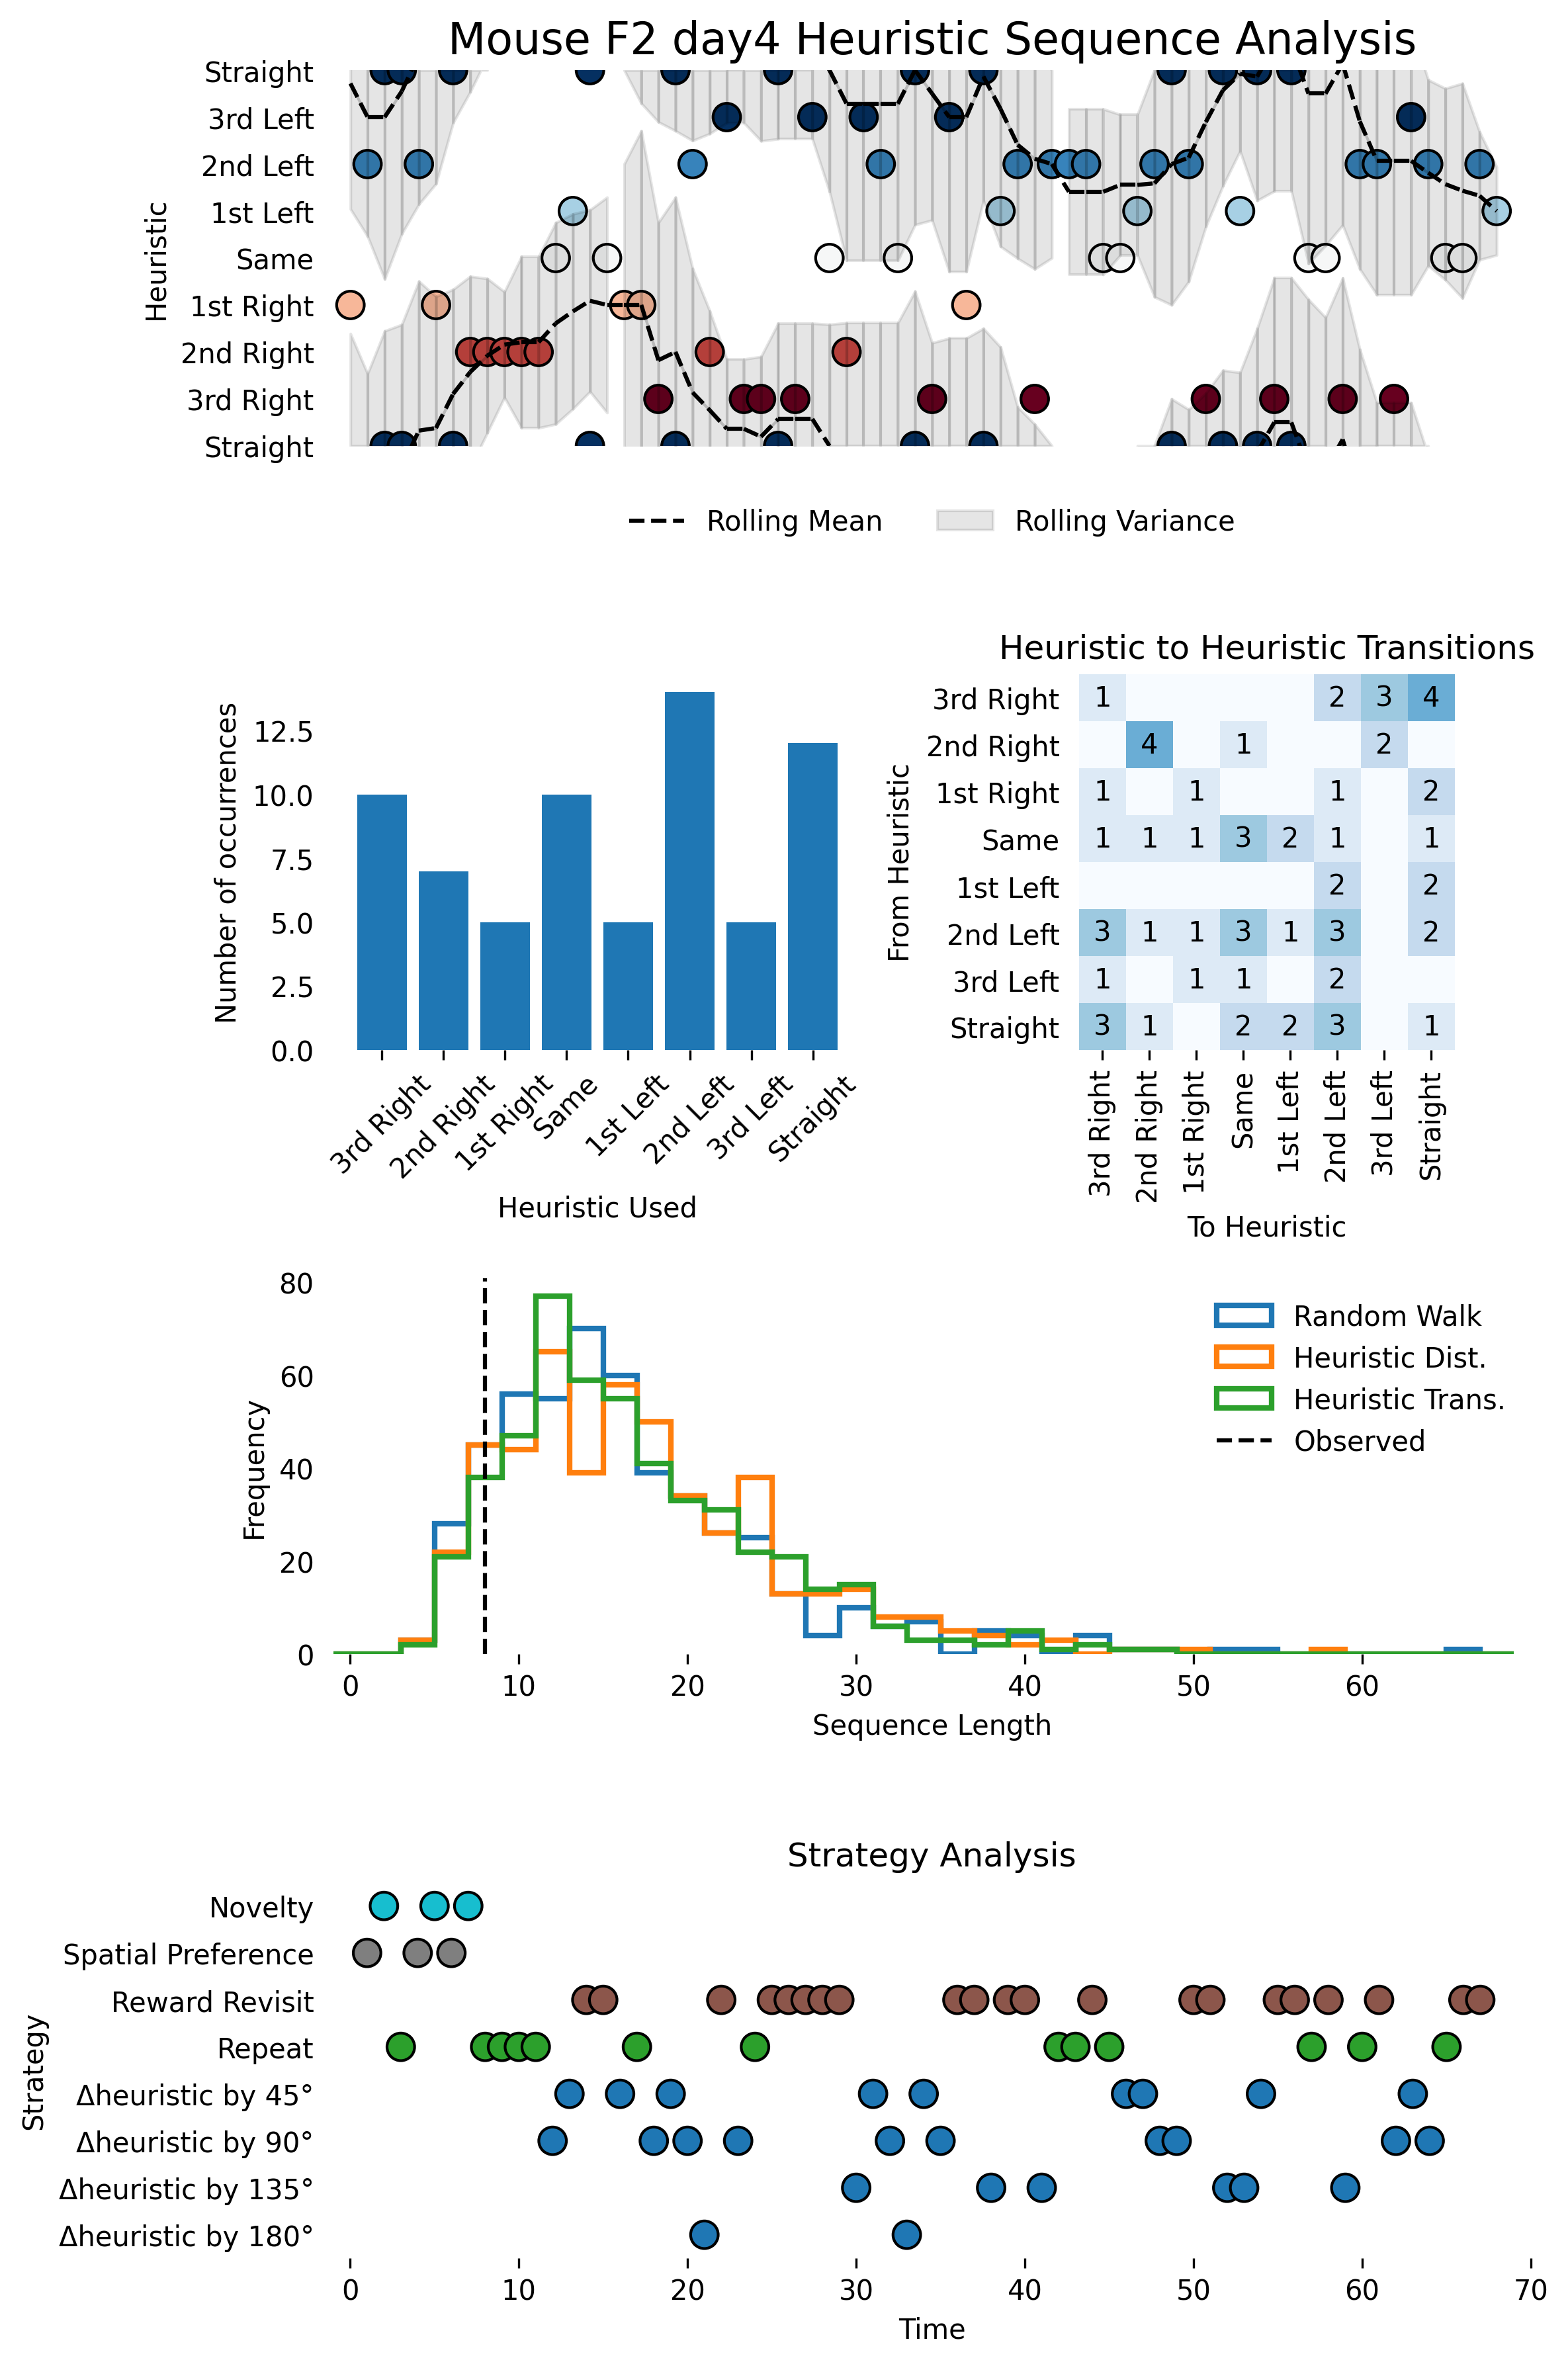 Mouse F2 day4 Heuristic Sequence Analysis
Heuristic
Straight
3rd Left
2nd Left
1st Left
Same
1st Right
2nd Right
3rd Right
Straight
Rolling Mean
Rolling Variance
Number of occurrences
12.5
10.0
7.5
5.0
2.5
0.0
3rd Right
2nd Right
1st Right
Same
1st Left
2nd Left
3rd Left
Straight
Heuristic Used
Heuristic to Heuristic Transitions
From Heuristic
3rd Right 1 2 3 4
2nd Right 4 1 2
1st Right 1 1 1 2
Same 1 1 1 3 2 1 1
1st Left 2 2
2nd Left 3 1 1 3 1 3 2
3rd Left 1 1 1 2
Straight 3 1 2 2 3 1
3rd Right
2nd Right
1st Right
Same
1st Left
2nd Left
3rd Left
Straight
To Heuristic
Frequency
80
60
40
20
0
0 10 20 30 40 50 60
Sequence Length
Random Walk
Heuristic Dist.
Heuristic Trans.
Observed
Strategy Analysis
Strategy
Novelty
Spatial Preference
Reward Revisit
Repeat
Δheuristic by 45°
Δheuristic by 90°
Δheuristic by 135°
Δheuristic by 180°
0 10 20 30 40 50 60 70
Time